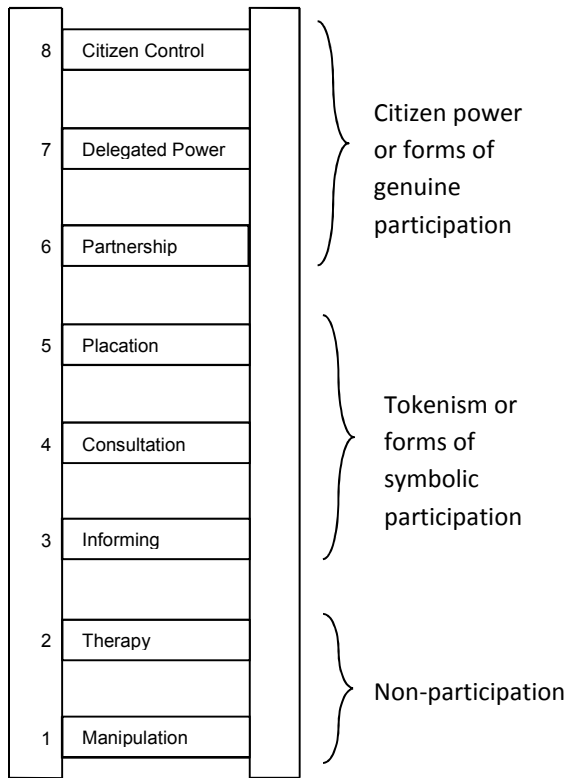 8 Citizen Control
7 Delegated Power
6 Partnership
Citizen power
or forms of
genuine
participation
5 Placation
4 Consultation
3 Informing
Tokenism or
forms of
symbolic
participation
2 Therapy
1 Manipulation
Non-participation